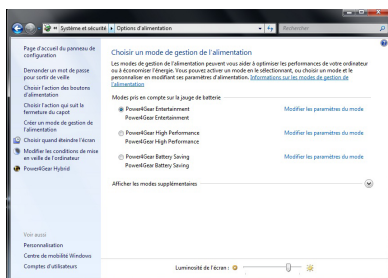 Système et sécurité
Options d'alimentation
Rechercher
Page d'accueil du panneau de
configuration
Demander un mot de passe
pour sortir de veille
Choisir l'action des boutons
d'alimentation
Choisir l'action qui suit la
fermeture du capot
Créer un mode de gestion de
l'alimentation
Choisir quand éteindre l'écran
Modifier les conditions de mise
en veille de l'ordinateur
Power4Gear Hybrid
Voir aussi
Personnalisation
Centre de mobilité Windows
Comptes d'utilisateurs
Choisir un mode de gestion de l'alimentation
Les modes de gestion de l'alimentation peuvent vous aider à optimiser les performances de votre ordinateur
ou à économiser l'énergie. Vous pouvez activer un mode en le sélectionnant, ou choisir un mode et le
personnaliser en modifiant ses paramètres d'alimentation. Informations sur les modes de gestion de
l'alimentation
Modes pris en compte sur la jauge de batterie
Power4Gear Entertainment Modifier les paramètres du mode
Power4Gear Entertainment
Power4Gear High Performance Modifier les paramètres du mode
Power4Gear High Performance
Power4Gear Battery Saving Modifier les paramètres du mode
Power4Gear Battery Saving
Afficher les modes supplémentaires
Luminosité de l'écran :